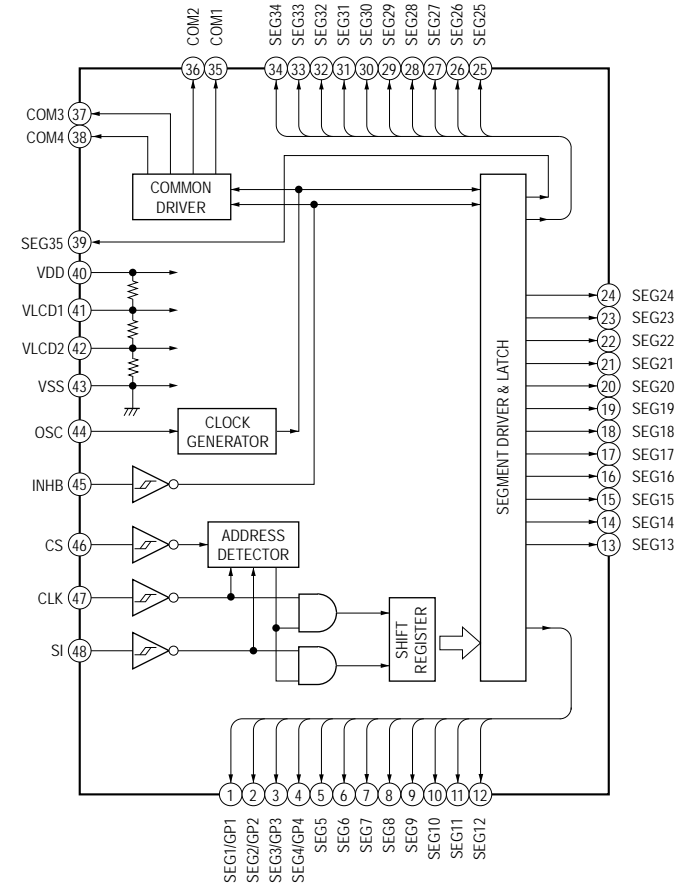 COM2
COM1
SEG34
SEG33
SEG32
SEG31
SEG30
SEG29
SEG28
SEG27
SEG26
SEG25
36
35
34
33
32
31
30
29
28
27
26
25
COM3 37
COM4 38
COMMON
DRIVER
SEG35 39
VDD 40
VLCD1 41
VLCD2 42
VSS 43
OSC 44
CLOCK
GENERATOR
INHB 45
CS 46
ADDRESS
DETECTOR
CLK 47
SI 48
SHIFT
REGISTER
SEGMENT DRIVER & LATCH
24 SEG24
23 SEG23
22 SEG22
21 SEG21
20 SEG20
19 SEG19
18 SEG18
17 SEG17
16 SEG16
15 SEG15
14 SEG14
13 SEG13
1
2
3
4
5
6
7
8
9
10
11
12
SEG1/GP1
SEG2/GP2
SEG3/GP3
SEG4/GP4
SEG5
SEG6
SEG7
SEG8
SEG9
SEG10
SEG11
SEG12